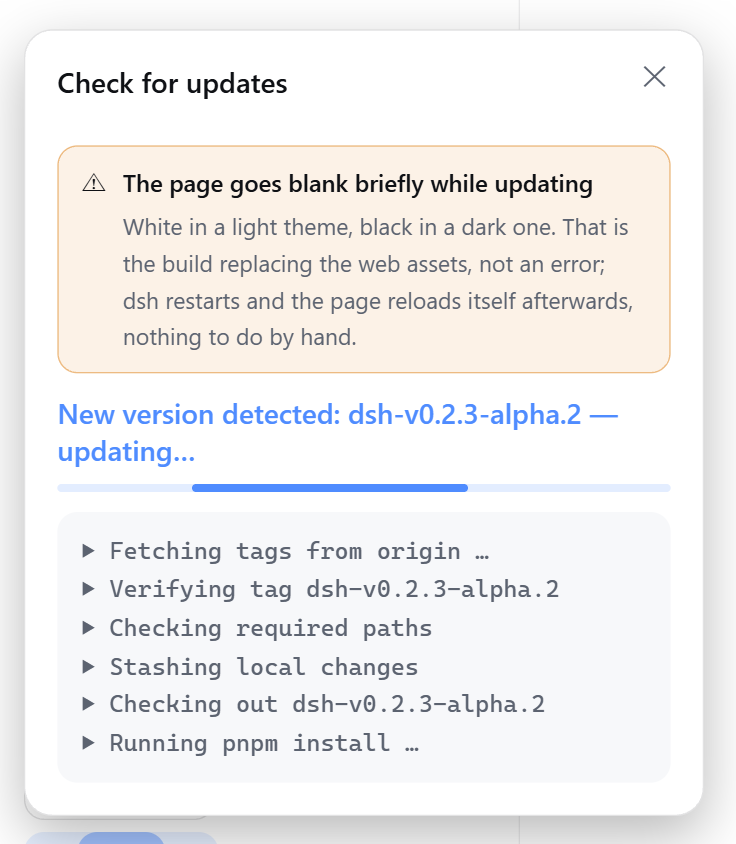 Check for updates
⚠ The page goes blank briefly while updating
White in a light theme, black in a dark one. That is
the build replacing the web assets, not an error;
dsh restarts and the page reloads itself afterwards,
nothing to do by hand.
New version detected: dsh-v0.2.3-alpha.2 —
updating…
▶ Fetching tags from origin …
▶ Verifying tag dsh-v0.2.3-alpha.2
▶ Checking required paths
▶ Stashing local changes
▶ Checking out dsh-v0.2.3-alpha.2
▶ Running pnpm install …